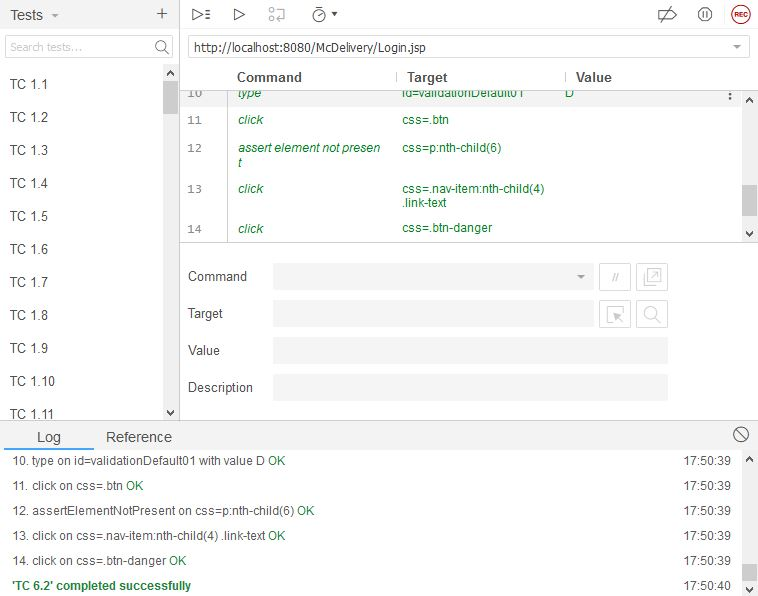 Tests
REC
Search tests...
http://localhost:8080/McDelivery/Login.jsp
Command Target Value
TC 1.1
TC 1.2
TC 1.3
TC 1.4
TC 1.5
TC 1.6
TC 1.7
TC 1.8
TC 1.9
TC 1.10
TC 1.11
10 type id=validationDefault01 D
11 click css=.btn
12 assert element not presen css=p:nth-child(6)
t
13 click css=.nav-item:nth-child(4)
.link-text
14 click css=.btn-danger
Command //
Target
Value
Description
Log Reference
10. type on id=validationDefault01 with value D OK 17:50:39
11. click on css=.btn OK 17:50:39
12. assertElementNotPresent on css=p:nth-child(6) OK 17:50:39
13. click on css=.nav-item:nth-child(4) .link-text OK 17:50:39
14. click on css=.btn-danger OK 17:50:39
'TC 6.2' completed successfully 17:50:40